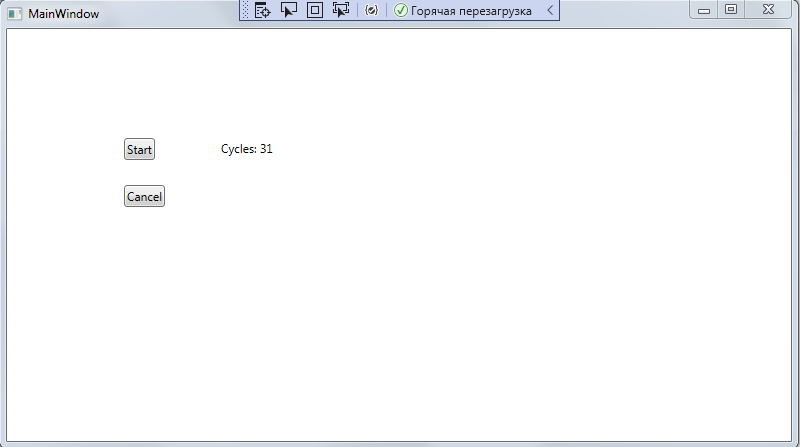 MainWindow
Горячая перезагрузка
Start
Cycles: 31
Cancel